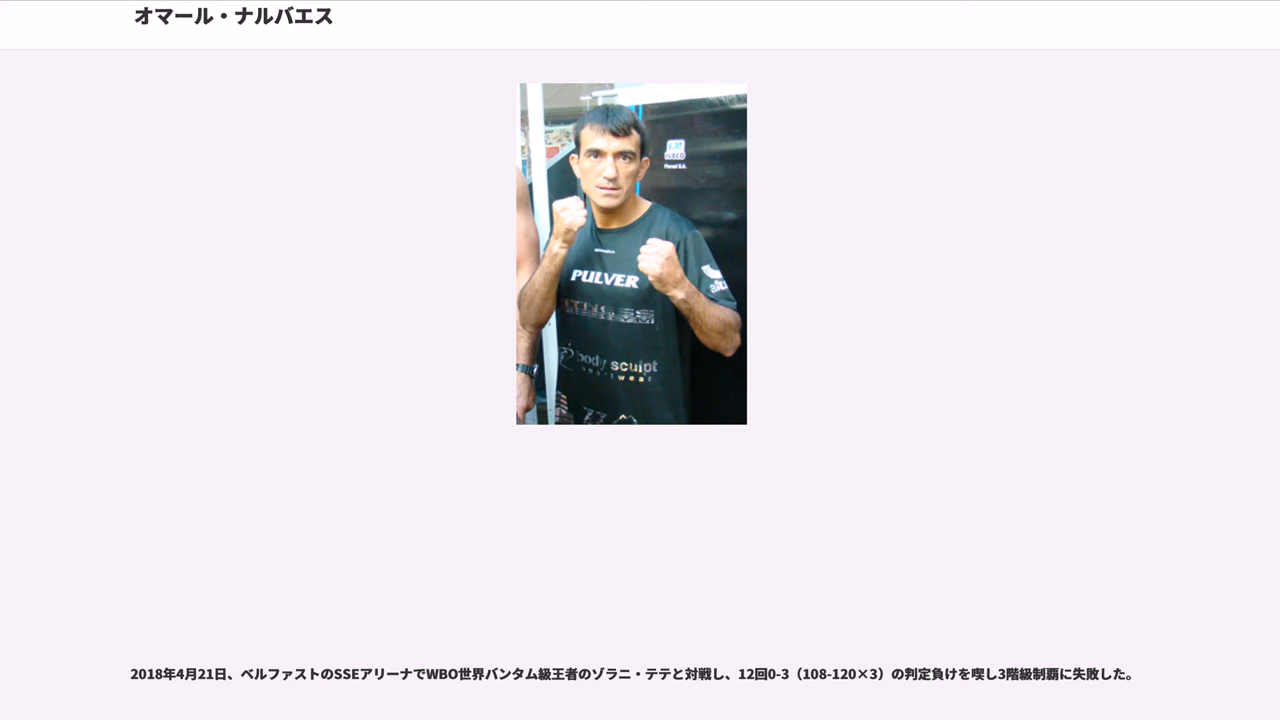 オマール・ナルバエス
PULVER
body sculpt
2018年4月21日、ベルファストのSSEアリーナでWBO世界バンタム級王者のゾラニ・テテと対戦し、12回0-3（108-120×3）の判定負けを喫し3階級制覇に失敗した。